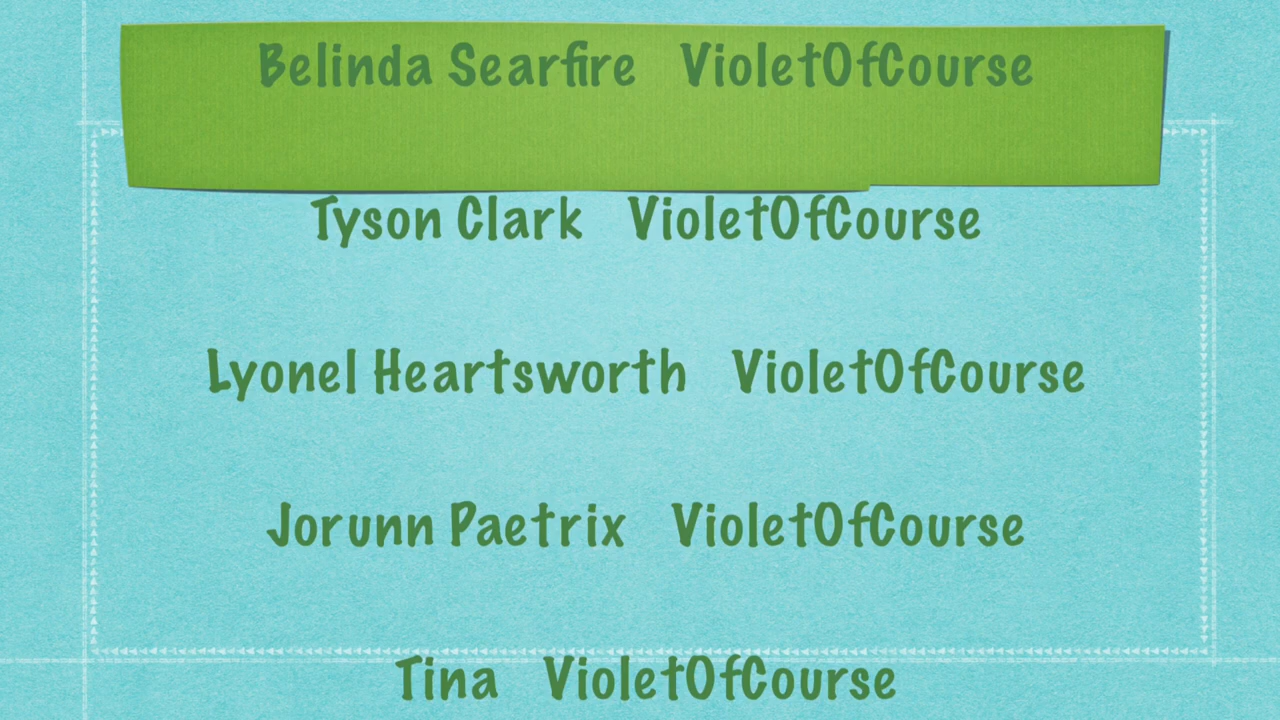 Belinda Searfire VioletOfCourse
Tyson Clark VioletOfCourse
Lyonel Heartsworth VioletOfCourse
Jorunn Paetrix VioletOfCourse
Tina VioletOfCourse